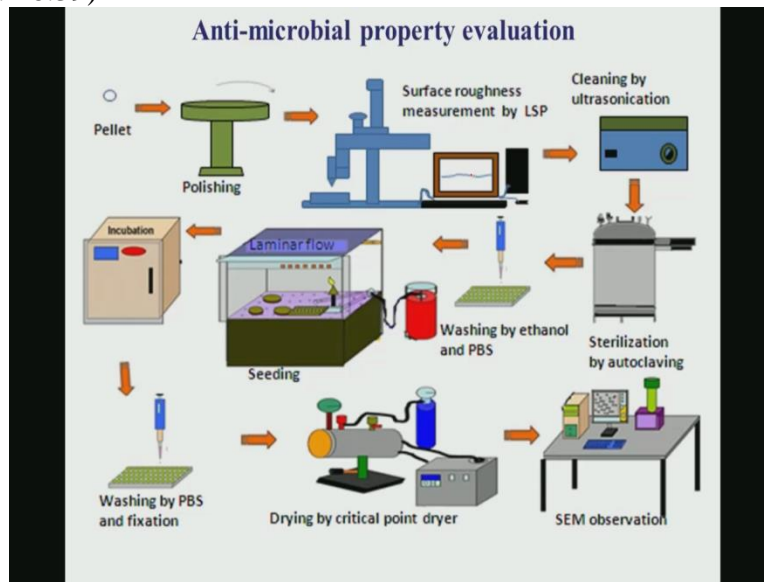 Anti-microbial property evaluation
Pellet
Polishing
Surface roughness
measurement by LSP
Cleaning by
ultrasonication
Incubation
Laminar flow
Seeding
Washing by ethanol
and PBS
Sterilization
by autoclaving
Washing by PBS
and fixation
Drying by critical point dryer
SEM observation